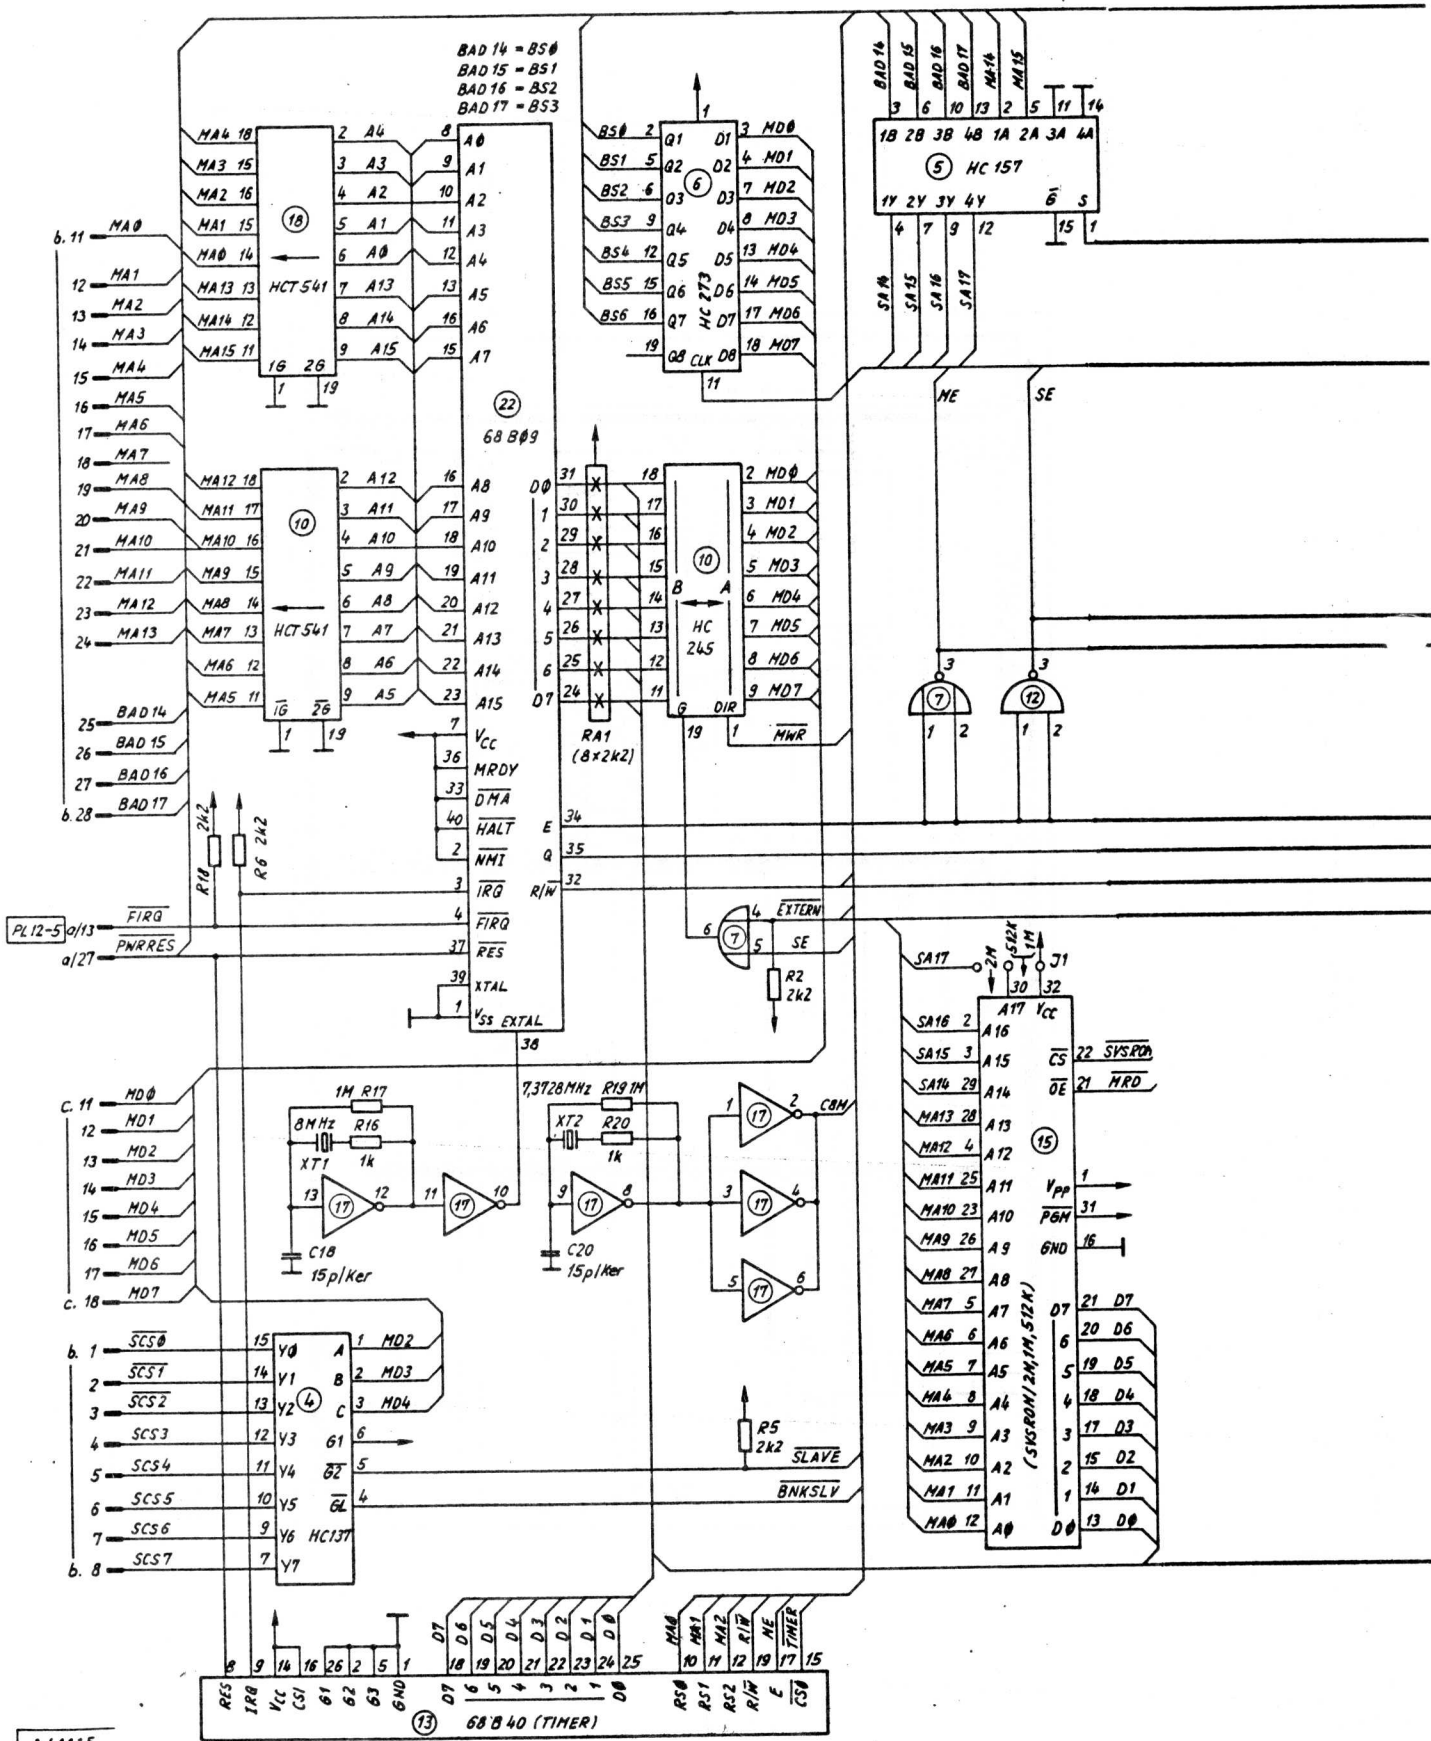 BAD 14 = BSØ
BAD 15 = BS1
BAD 16 = BS2
BAD 17 = BS3
MA4 18 2 A4
MA3 15 3 A3
MA2 16 4 A2
MA1 15 5 A1
MAØ 14 6 AØ
MA13 13 7 A13
MA14 12 8 A14
MA15 11 9 A15
18
HCT 541
1G 2G
1 19
b. 11 MAØ
12 MA1
13 MA2
14 MA3
15 MA4
16 MA5
17 MA6
18 MA7
19 MA8
20 MA9
21 MA10
22 MA11
23 MA12
24 MA13
25 BAD 14
26 BAD 15
27 BAD 16
b. 28 BAD 17
MA12 18 2 A12
MA11 17 3 A11
MA10 16 4 A10
MA9 15 5 A9
MA8 14 6 A8
MA7 13 7 A7
MA6 12 8 A6
MA5 11 9 A5
10
HCT 541
1G 2G
1 19
8 AØ
9 A1
10 A2
11 A3
12 A4
13 A5
16 A6
15 A7
22
68 BØ9
16 A8
17 A9
18 A10
19 A11
20 A12
21 A13
22 A14
23 A15
7 VCC
36 MRDY
33 DMA
40 HALT
2 NMI
3 IRQ
4 FIRQ
37 RES
39 XTAL
1 VSS EXTAL
38
DØ 31
1 30
2 29
3 28
4 27
5 26
6 25
D7 24
E 34
Q 35
R/W 32
RA1
(8x2k2)
R18 2k2
R6 2k2
PL12-5 a/13 FIRQ
a/27 PWRRES
1
BSØ 2 Q1 D1 3 MDØ
BS1 5 Q2 D2 4 MD1
BS2 6 Q3 D3 7 MD2
BS3 9 Q4 D4 8 MD3
BS4 12 Q5 D5 13 MD4
BS5 15 Q6 D6 14 MD5
BS6 16 Q7 D7 17 MD6
19 Q8 CLK D8 18 MD7
11
6
HC 273
18 2 MDØ
17 3 MD1
16 4 MD2
15 5 MD3
14 6 MD4
13 7 MD5
12 8 MD6
11 9 MD7
10
B A
HC
245
G DIR
19 1 MWR
BAD 14 BAD 15 BAD 16 BAD 17 MA14 MA15
3 6 10 13 2 5 11 14
1B 2B 3B 4B 1A 2A 3A 4A
5 HC 157
1Y 2Y 3Y 4Y G S
4 7 9 12 15 1
SA14 SA15 SA16 SA17
ME SE
3 3
7 12
1 2 1 2
6 7 4 EXTERN
5 SE
R2
2k2
SA17 2M 512K 1M J1
30 32
A17 VCC
SA16 2 A16
SA15 3 A15
SA14 29 A14
MA13 28 A13
MA12 4 A12
MA11 25 A11
MA10 23 A10
MA9 26 A9
MA8 27 A8
MA7 5 A7
MA6 6 A6
MA5 7 A5
MA4 8 A4
MA3 9 A3
MA2 10 A2
MA1 11 A1
MAØ 12 AØ
15
(SYSROM/2M,1M,512K)
CS 22 SYSROM
OE 21 MRD
VPP 1
PGM 31
GND 16
D7 21 D7
6 20 D6
5 19 D5
4 18 D4
3 17 D3
2 15 D2
1 14 D1
DØ 13 DØ
c. 11 MDØ
12 MD1
13 MD2
14 MD3
15 MD4
16 MD5
17 MD6
c. 18 MD7
1M R17
8MHz R16
XT1 1k
13 17 12 11 17 10
C18
15p/Ker
7,3728MHz R19 1M
XT2 R20
1k
9 17 8
C20
15p/Ker
1 17 2 C8M
3 17 4
5 17 6
b. 1 SCSØ 15 YØ A 1 MD2
2 SCS1 14 Y1 B 2 MD3
3 SCS2 13 Y2 C 3 MD4
4 SCS3 12 Y3 G1 6
5 SCS4 11 Y4 G2 5
6 SCS5 10 Y5 GL 4
7 SCS6 9 Y6 HC137
b. 8 SCS7 7 Y7
4
R5
2k2
SLAVE
BNKSLV
D7 D6 D5 D4 D3 D2 D1 DØ
MAØ MA1 MA2 R/W ME TIMER
8 9 14 16 26 2 5 1 18 19 20 21 22 23 24 25 10 11 12 19 17 15
RES IRQ VCC CS1 G1 G2 G3 GND D7 6 5 4 3 2 1 DØ RSØ RS1 RS2 R/W E CSØ
13 68 B 40 (TIMER)